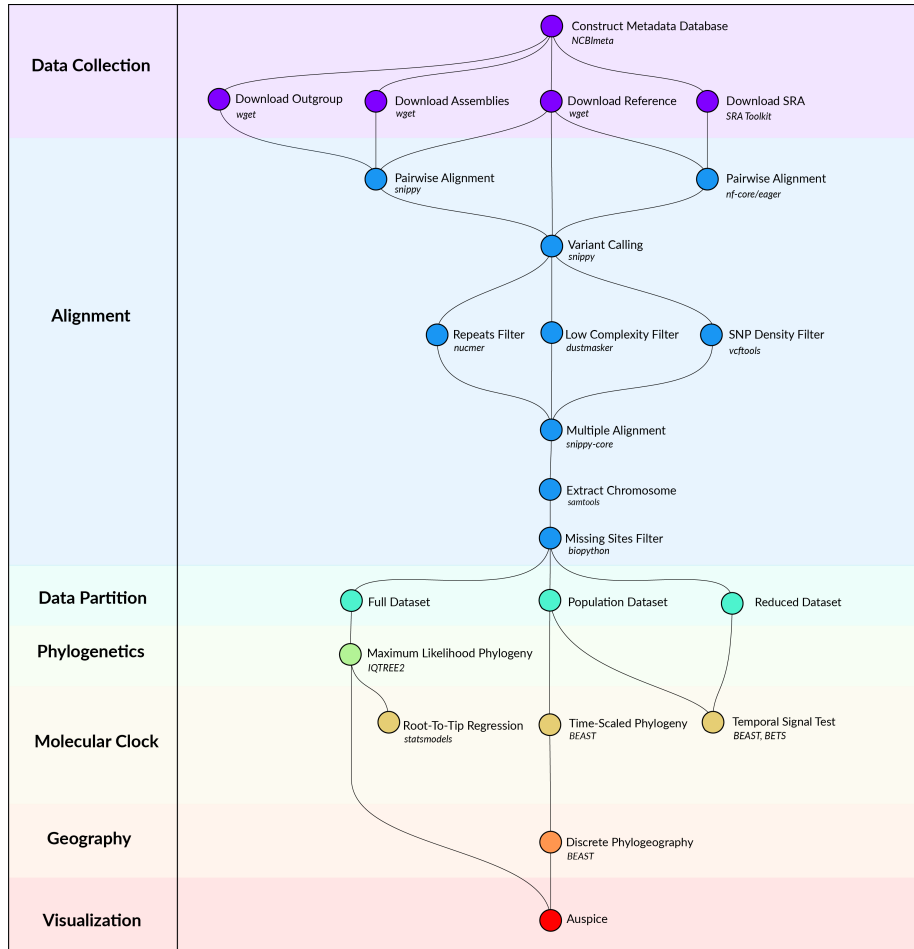 Data Collection
Construct Metadata Database
NCBImeta
Download Outgroup
wget
Download Assemblies
wget
Download Reference
wget
Download SRA
SRA Toolkit
Alignment
Pairwise Alignment
snippy
Pairwise Alignment
nf-core/eager
Variant Calling
snippy
Repeats Filter
nucmer
Low Complexity Filter
dustmasker
SNP Density Filter
vcftools
Multiple Alignment
snippy-core
Extract Chromosome
samtools
Missing Sites Filter
biopython
Data Partition
Full Dataset
Population Dataset
Reduced Dataset
Phylogenetics
Maximum Likelihood Phylogeny
IQTREE2
Molecular Clock
Root-To-Tip Regression
statsmodels
Time-Scaled Phylogeny
BEAST
Temporal Signal Test
BEAST, BETS
Geography
Discrete Phylogeography
BEAST
Visualization
Auspice